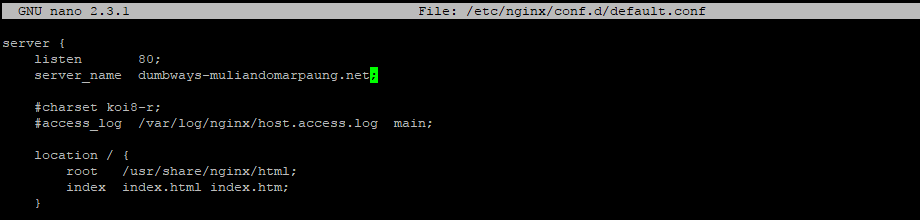 GNU nano 2.3.1 File: /etc/nginx/conf.d/default.conf
server {
listen 80;
server_name dumbways-muliandomarpaung.net;
#charset koi8-r;
#access_log /var/log/nginx/host.access.log main;
location / {
root /usr/share/nginx/html;
index index.html index.htm;
}